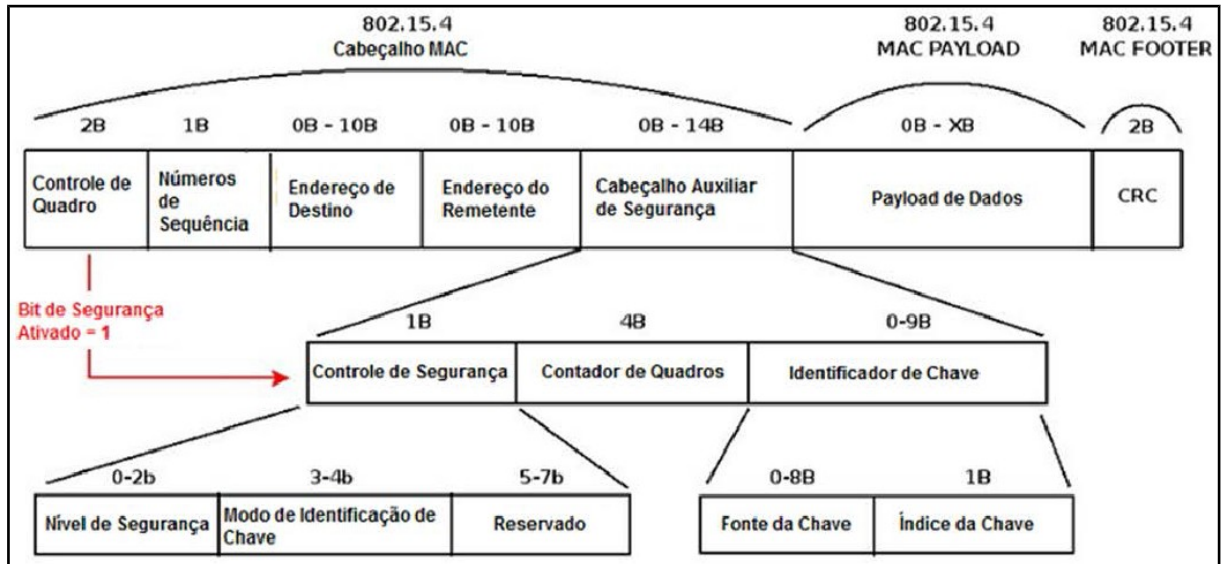 802.15.4
Cabeçalho MAC
802.15.4
MAC PAYLOAD
802.15.4
MAC FOOTER
2B
1B
0B - 10B
0B - 10B
0B - 14B
0B - XB
2B
Controle de
Quadro
Números
de
Sequência
Endereço de
Destino
Endereço do
Remetente
Cabeçalho Auxiliar
de Segurança
Payload de Dados
CRC
Bit de Segurança
Ativado = 1
1B
4B
0-9B
Controle de Segurança
Contador de Quadros
Identificador de Chave
0-2b
3-4b
5-7b
0-8B
1B
Nível de Segurança
Modo de Identificação de
Chave
Reservado
Fonte da Chave
Índice da Chave